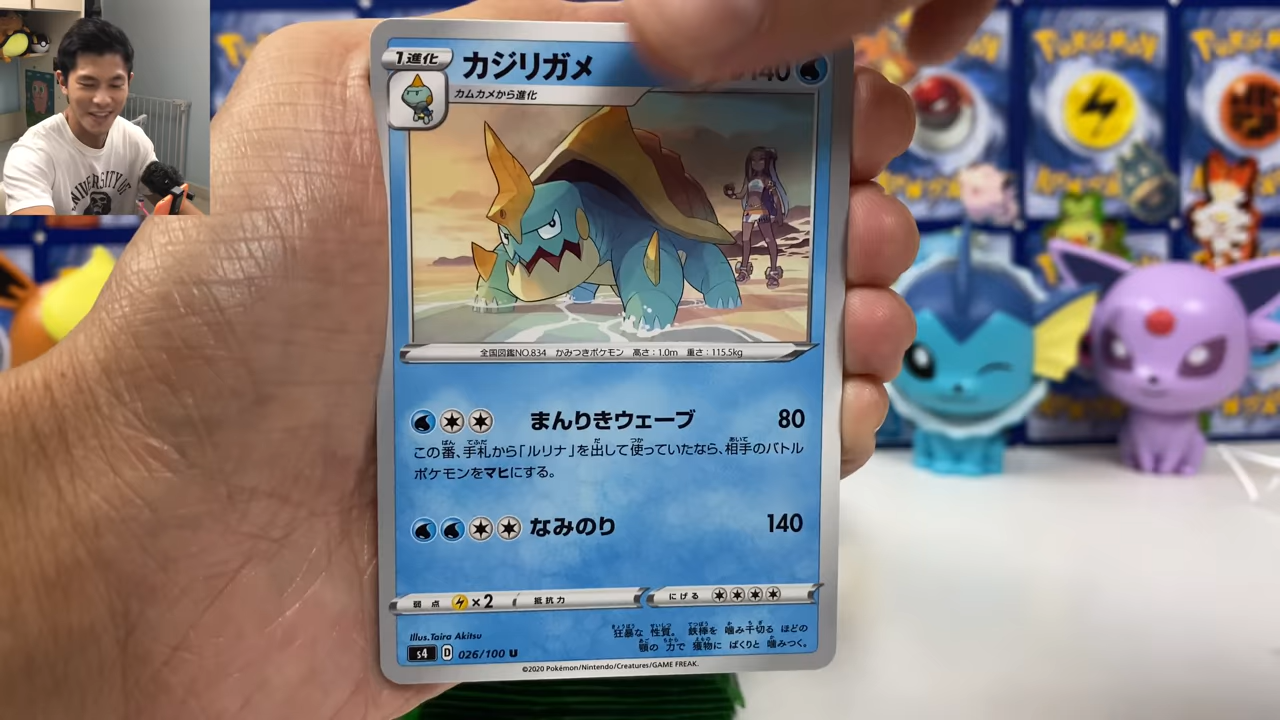 1進化
カジリガメ
140
カムカメから進化
全国図鑑NO.834 かみつきポケモン 高さ:1.0m 重さ:115.5kg
まんりきウェーブ 80
この番、手札から「ルリナ」を出して使っていたなら、相手のバトル
ポケモンをマヒにする。
なみのり 140
弱点 ×2 抵抗力 にげる
狂暴な 性質。 鉄棒を 噛み千切る ほどの
顎の 力で 獲物に ばくりと 噛みつく。
Illus.Taira Akitsu
s4 D 026/100 U
©2020 Pokémon/Nintendo/Creatures/GAME FREAK.
Pokémon
Pokémon